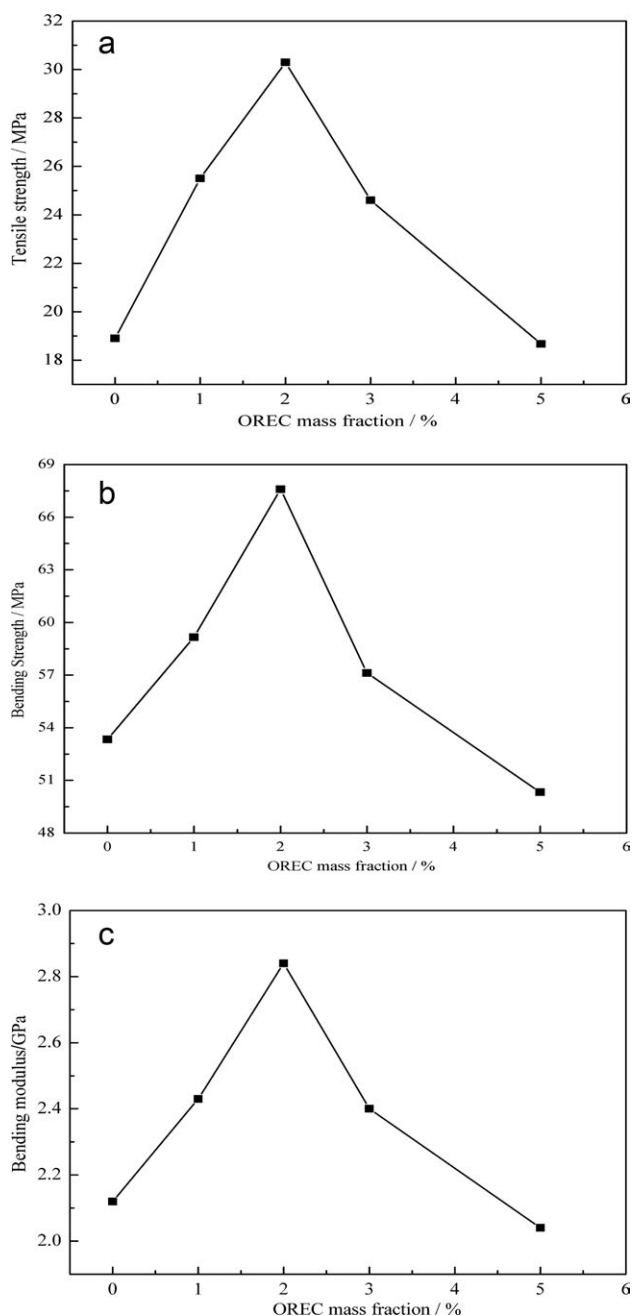 a
Tensile strength / MPa
32
30
28
26
24
22
20
18
0 1 2 3 4 5 6
OREC mass fraction / %
b
Bending Strength / MPa
69
66
63
60
57
54
51
48
0 1 2 3 4 5 6
OREC mass fraction / %
c
Bending modulus/GPa
3.0
2.8
2.6
2.4
2.2
2.0
0 1 2 3 4 5 6
OREC mass fraction / %